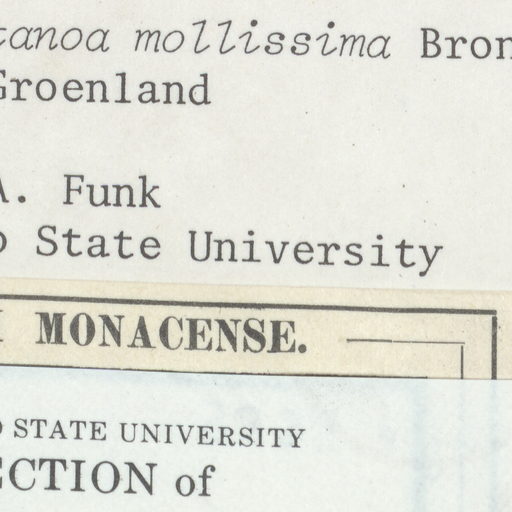 tanoa mollissima Bron
Groenland
A. Funk
o State University
MONACENSE.
O STATE UNIVERSITY
ECTION of